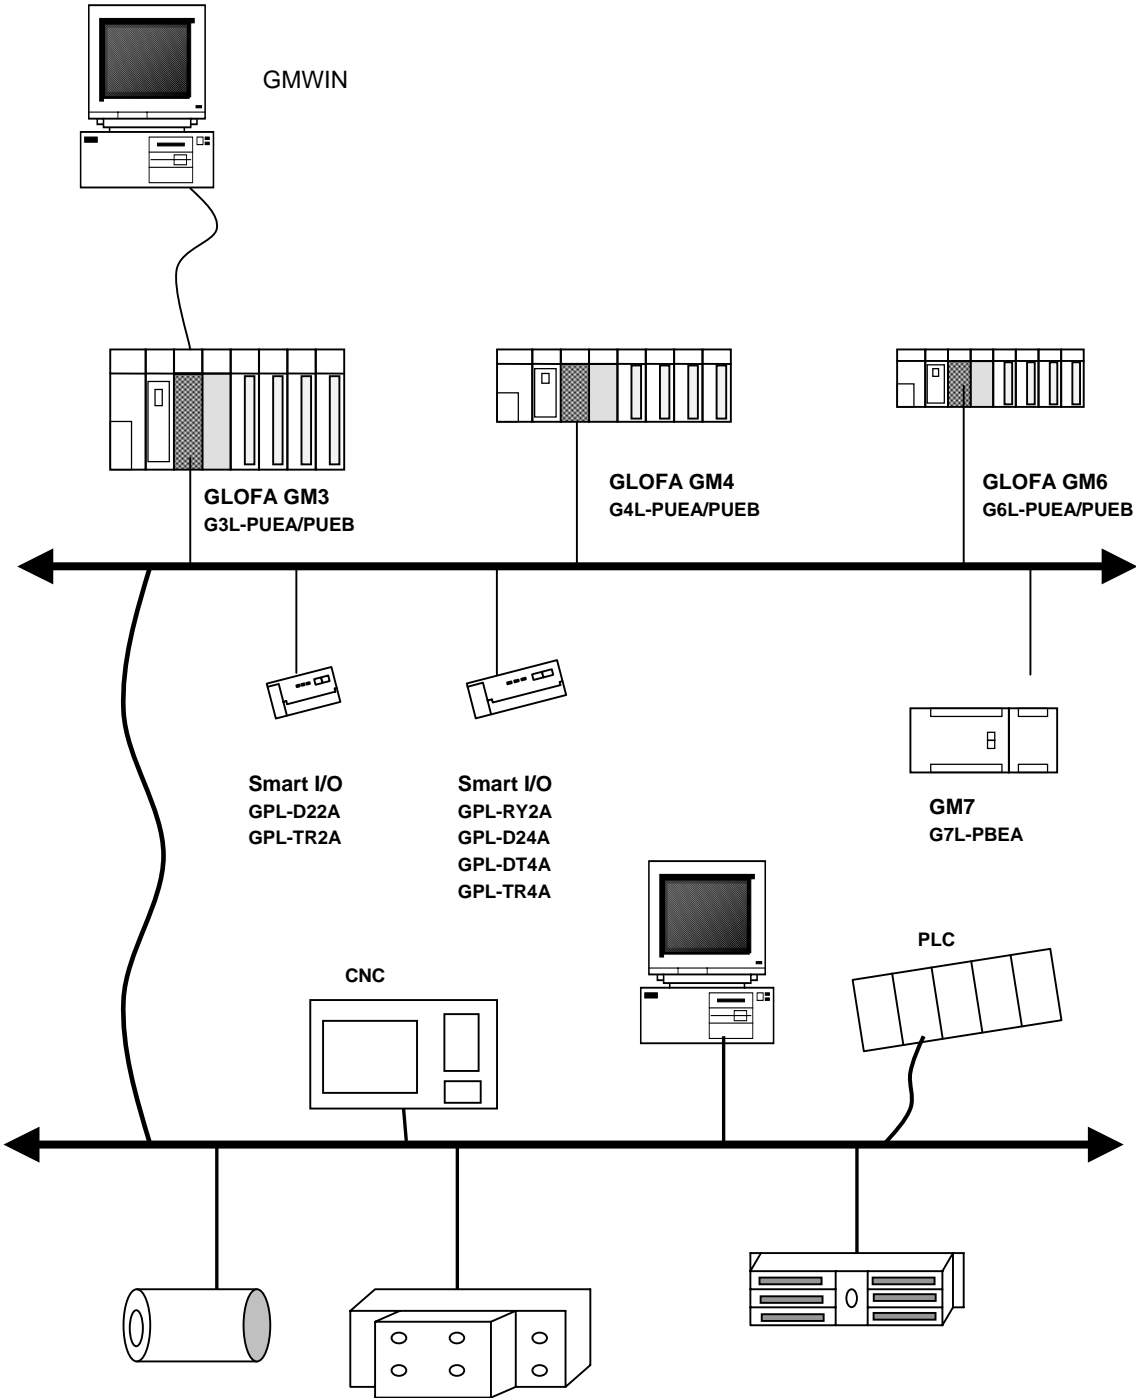 GMWIN
GLOFA GM3
G3L-PUEA/PUEB
GLOFA GM4
G4L-PUEA/PUEB
GLOFA GM6
G6L-PUEA/PUEB
Smart I/O
GPL-D22A
GPL-TR2A
Smart I/O
GPL-RY2A
GPL-D24A
GPL-DT4A
GPL-TR4A
GM7
G7L-PBEA
CNC
PLC